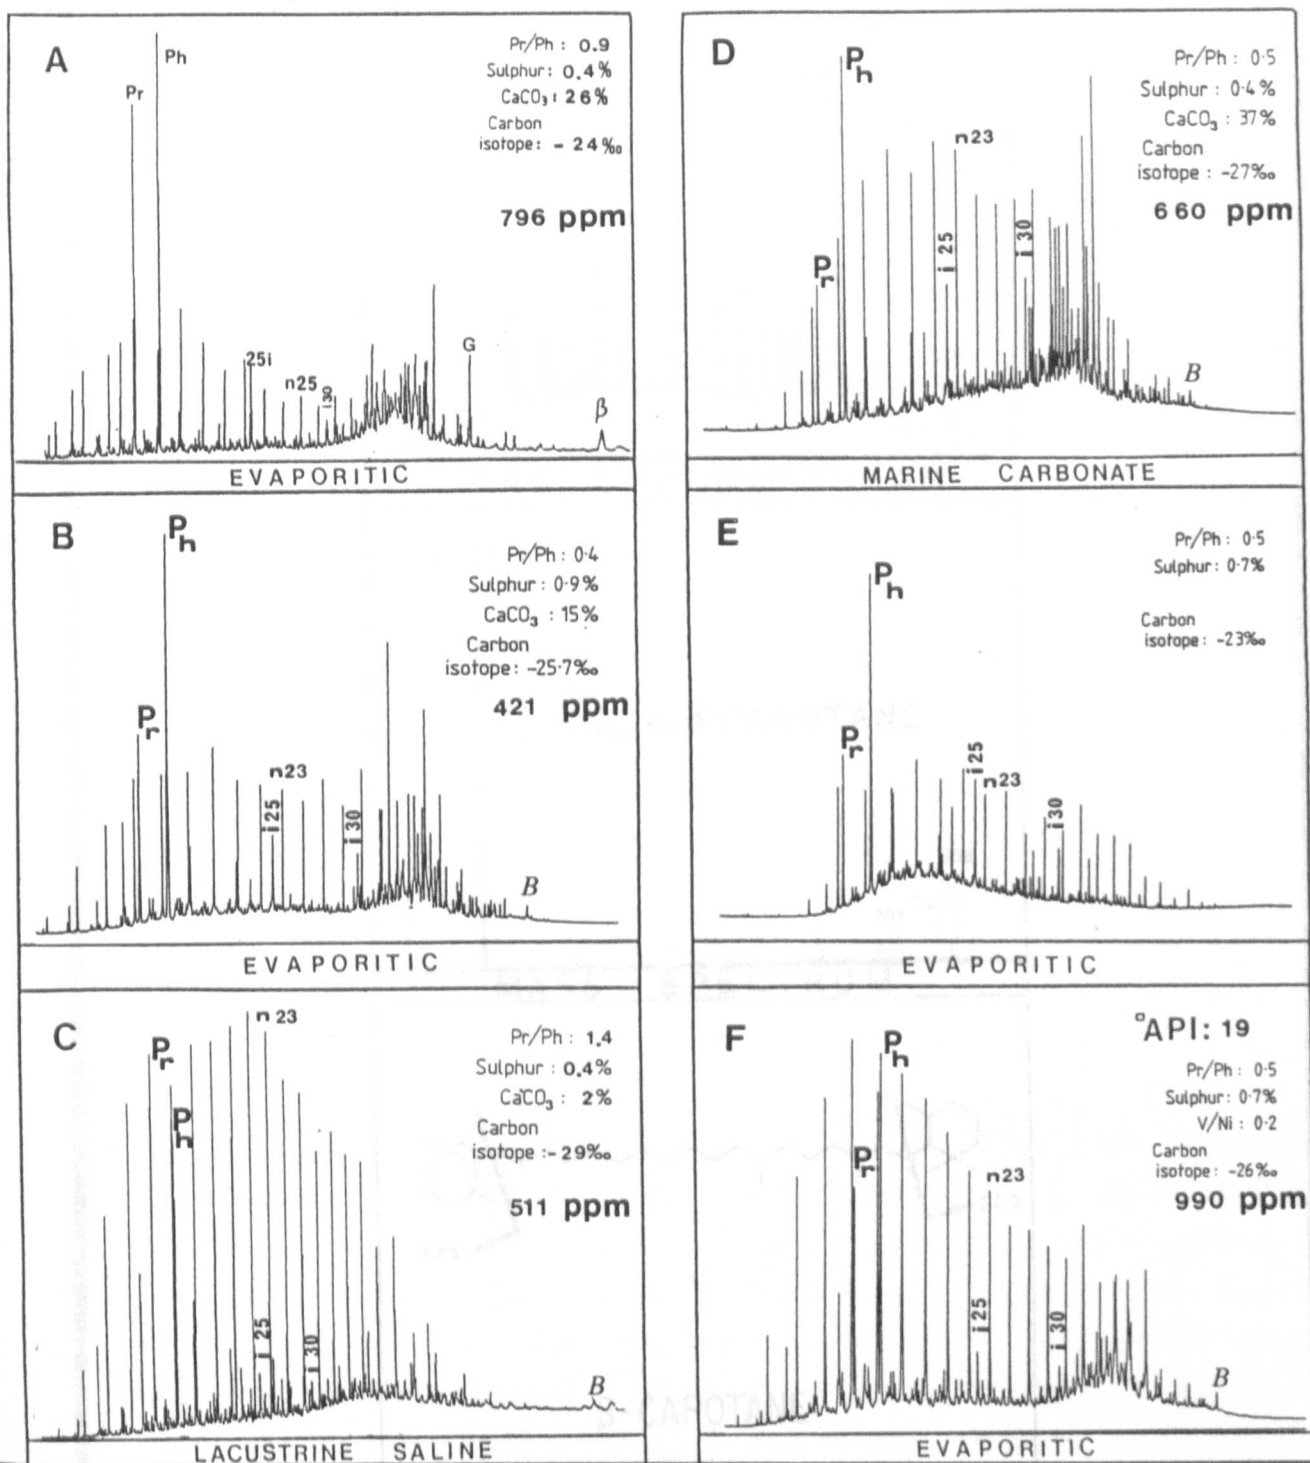 A
Ph
Pr
Pr/Ph : 0.9
Sulphur : 0.4%
CaCO₃ : 26%
Carbon
isotope : - 24‰
796 ppm
25i
n25
i30
G
β
EVAPORITIC
B
Ph
Pr
Pr/Ph : 0·4
Sulphur : 0·9%
CaCO₃ : 15%
Carbon
isotope : -25·7‰
421 ppm
n23
i 25
i 30
B
EVAPORITIC
C
n 23
Pr
Ph
Pr/Ph : 1.4
Sulphur : 0.4%
CaCO₃ : 2%
Carbon
isotope :- 29‰
511 ppm
i 25
i 30
B
LACUSTRINE SALINE
D
Ph
Pr
n23
Pr/Ph : 0·5
Sulphur : 0·4%
CaCO₃ : 37%
Carbon
isotope : -27‰
660 ppm
i 25
i 30
B
MARINE CARBONATE
E
Ph
Pr
Pr/Ph : 0·5
Sulphur : 0·7%
Carbon
isotope : -23‰
i 25
n23
i30
EVAPORITIC
F
Ph
Pr
°API: 19
Pr/Ph : 0·5
Sulphur : 0·7%
V/Ni : 0·2
Carbon
isotope : -26‰
990 ppm
n23
i 25
i 30
B
EVAPORITIC